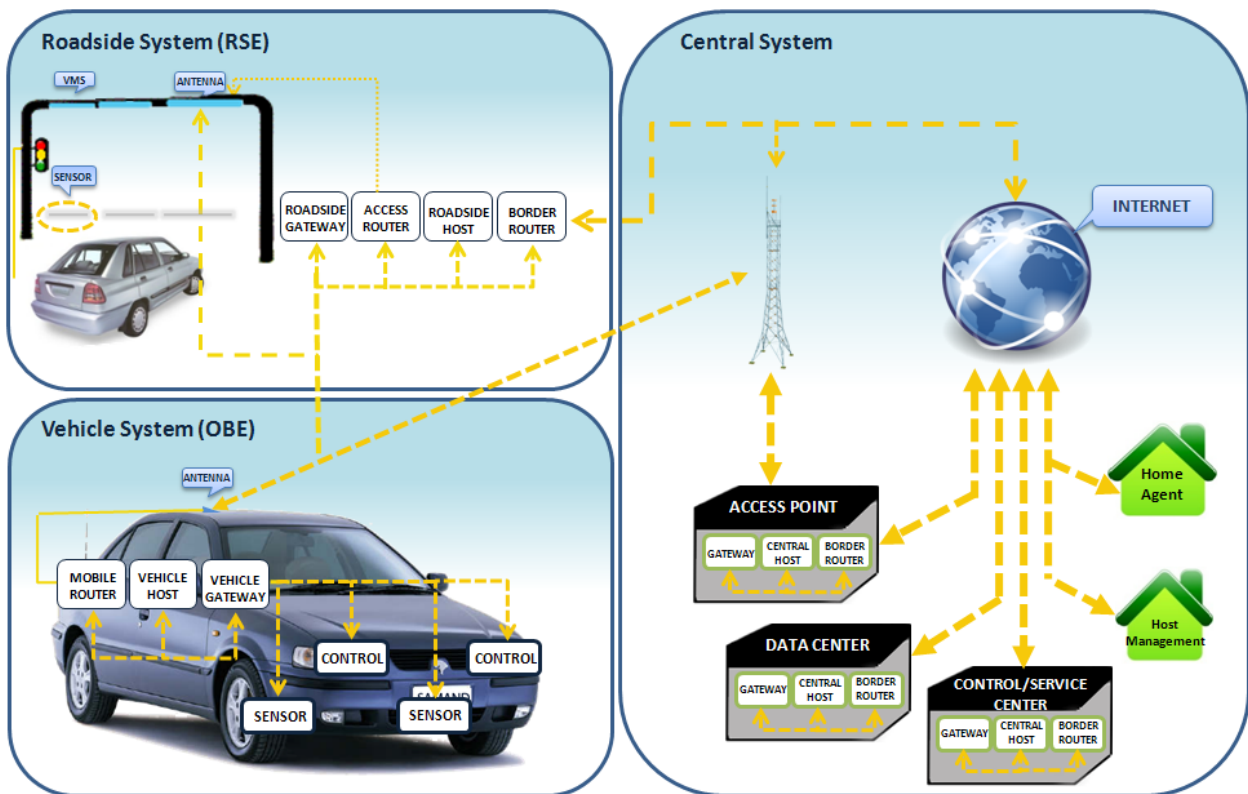 Roadside System (RSE)
VMS
ANTENNA
SENSOR
ROADSIDE
GATEWAY
ACCESS
ROUTER
ROADSIDE
HOST
BORDER
ROUTER
Vehicle System (OBE)
ANTENNA
MOBILE
ROUTER
VEHICLE
HOST
VEHICLE
GATEWAY
CONTROL
CONTROL
SENSOR
SENSOR
Central System
INTERNET
Home
Agent
Host
Management
ACCESS POINT
GATEWAY
CENTRAL
HOST
BORDER
ROUTER
DATA CENTER
GATEWAY
CENTRAL
HOST
BORDER
ROUTER
CONTROL/SERVICE
CENTER
GATEWAY
CENTRAL
HOST
BORDER
ROUTER